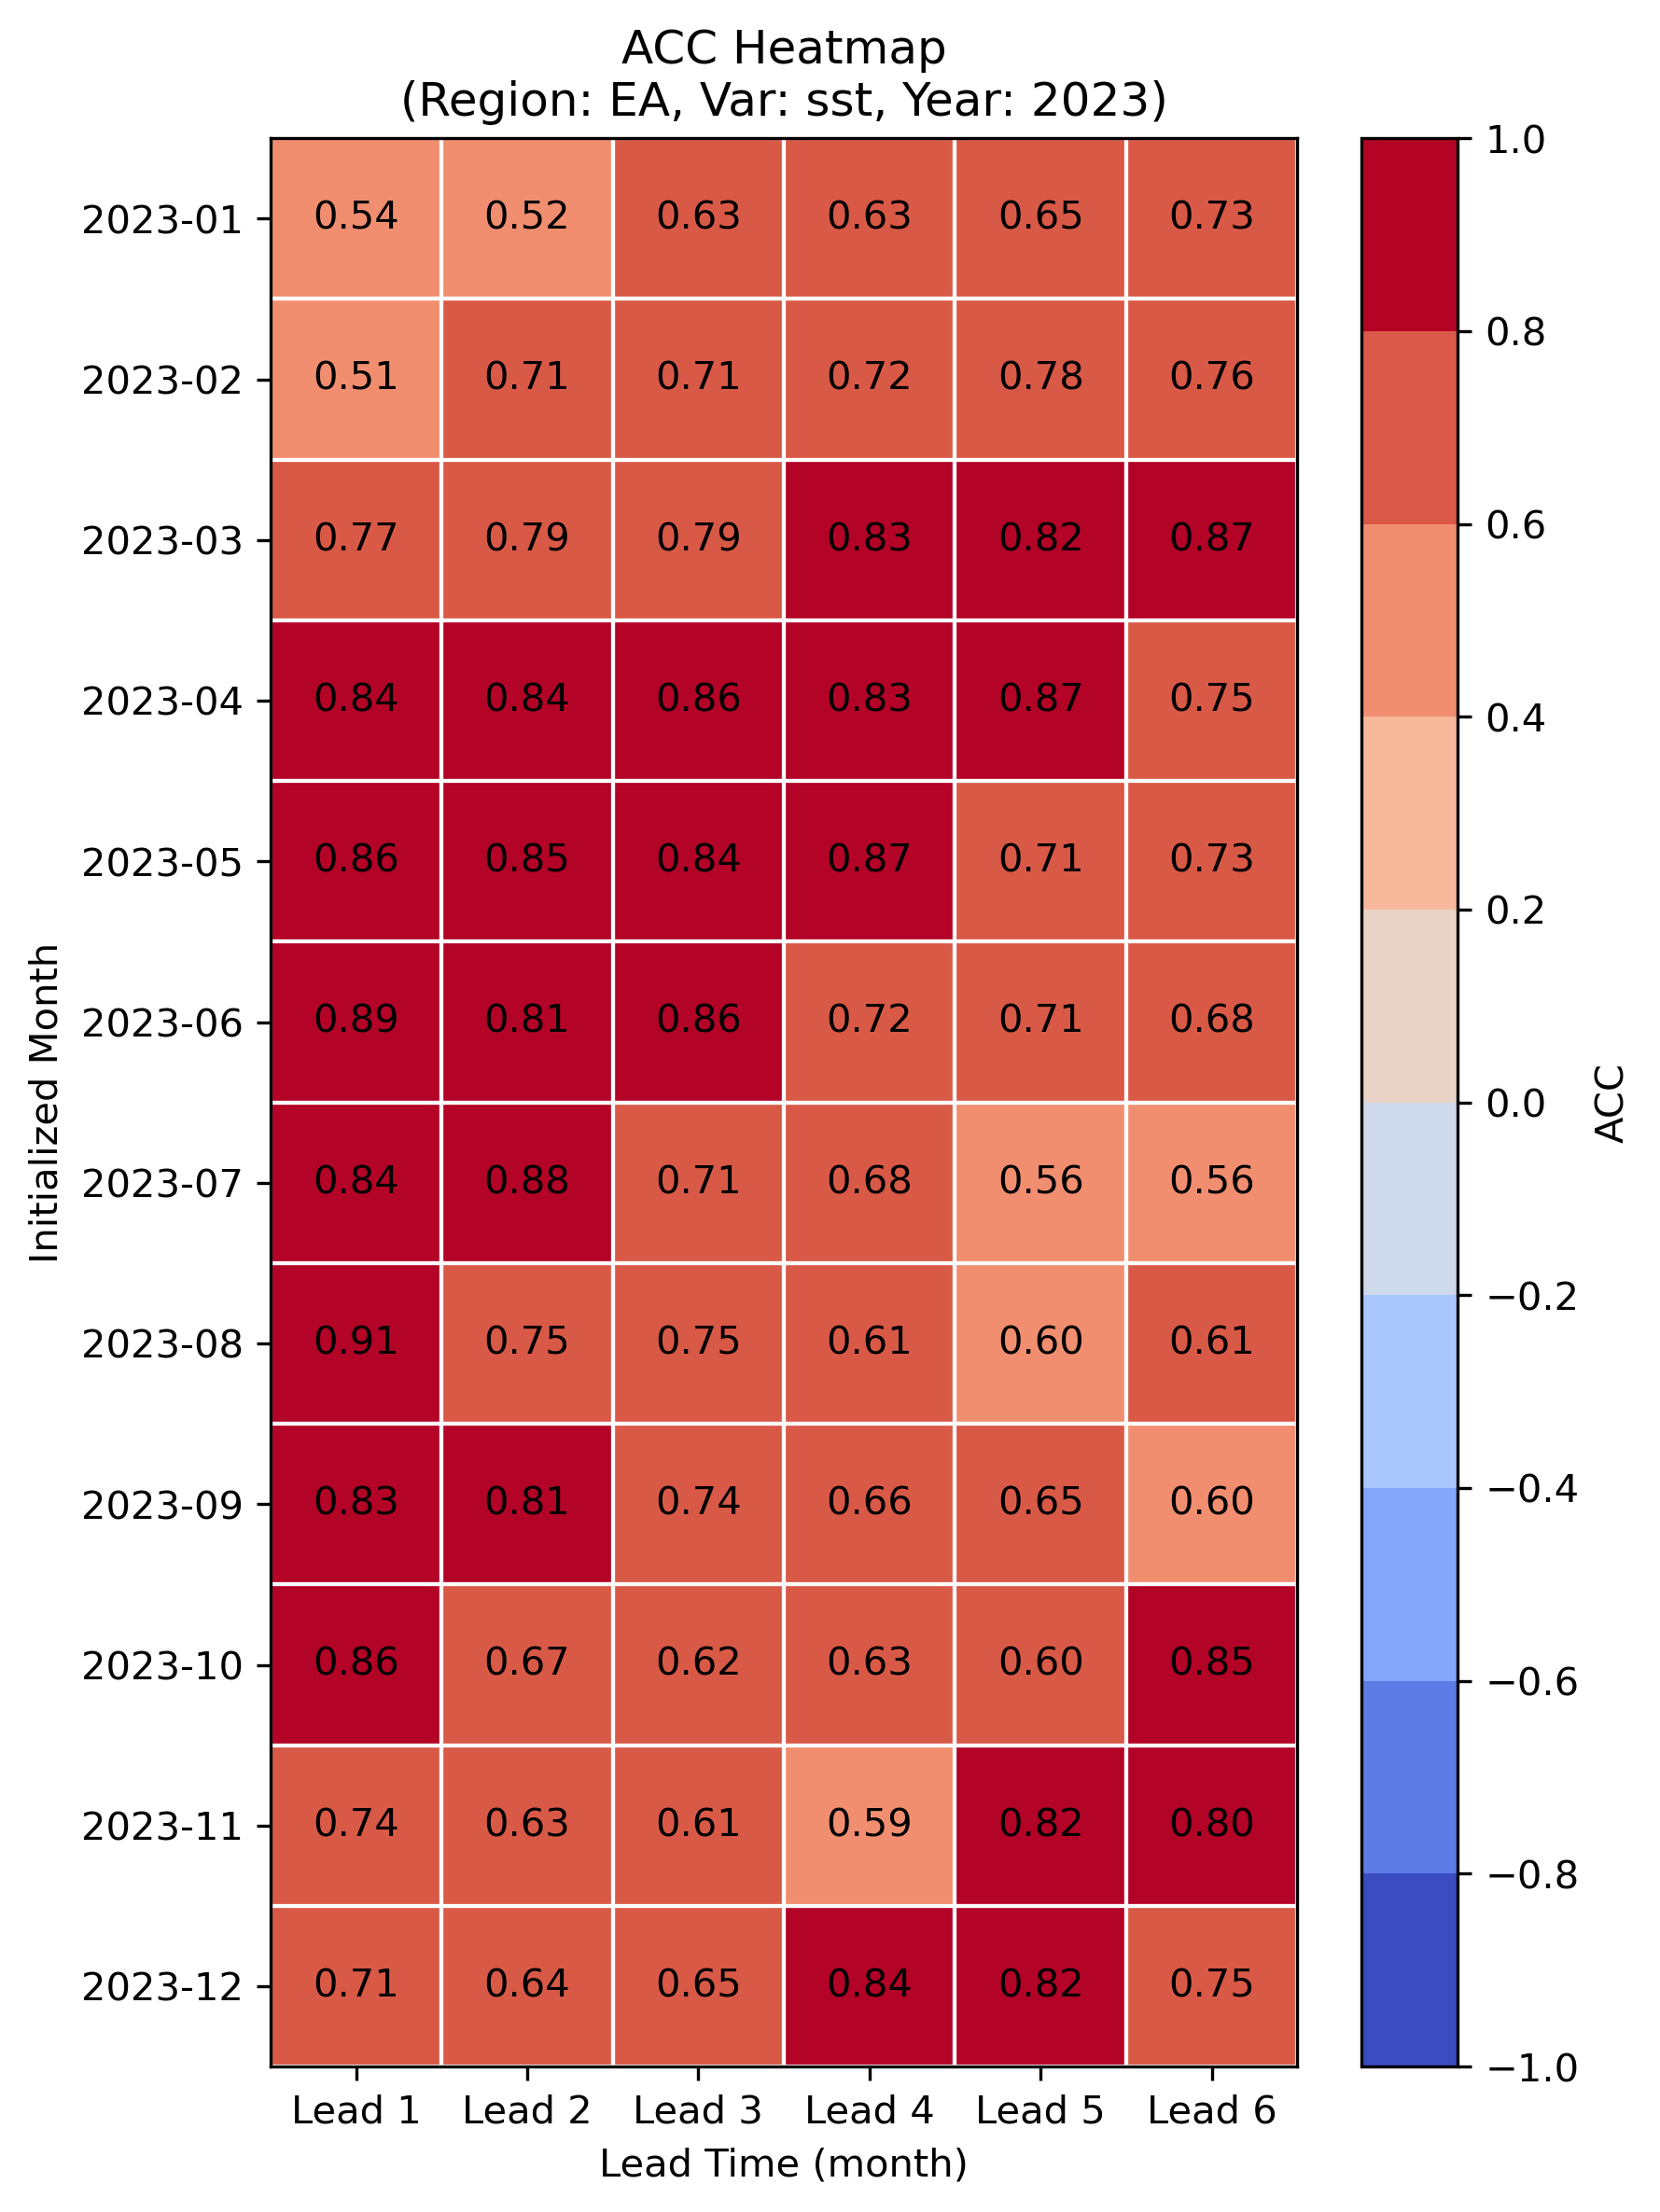 ACC Heatmap
(Region: EA, Var: sst, Year: 2023)
Initialized Month
2023-01 0.54 0.52 0.63 0.63 0.65 0.73
2023-02 0.51 0.71 0.71 0.72 0.78 0.76
2023-03 0.77 0.79 0.79 0.83 0.82 0.87
2023-04 0.84 0.84 0.86 0.83 0.87 0.75
2023-05 0.86 0.85 0.84 0.87 0.71 0.73
2023-06 0.89 0.81 0.86 0.72 0.71 0.68
2023-07 0.84 0.88 0.71 0.68 0.56 0.56
2023-08 0.91 0.75 0.75 0.61 0.60 0.61
2023-09 0.83 0.81 0.74 0.66 0.65 0.60
2023-10 0.86 0.67 0.62 0.63 0.60 0.85
2023-11 0.74 0.63 0.61 0.59 0.82 0.80
2023-12 0.71 0.64 0.65 0.84 0.82 0.75
Lead 1 Lead 2 Lead 3 Lead 4 Lead 5 Lead 6
Lead Time (month)
1.0
0.8
0.6
0.4
0.2
0.0
−0.2
−0.4
−0.6
−0.8
−1.0
ACC